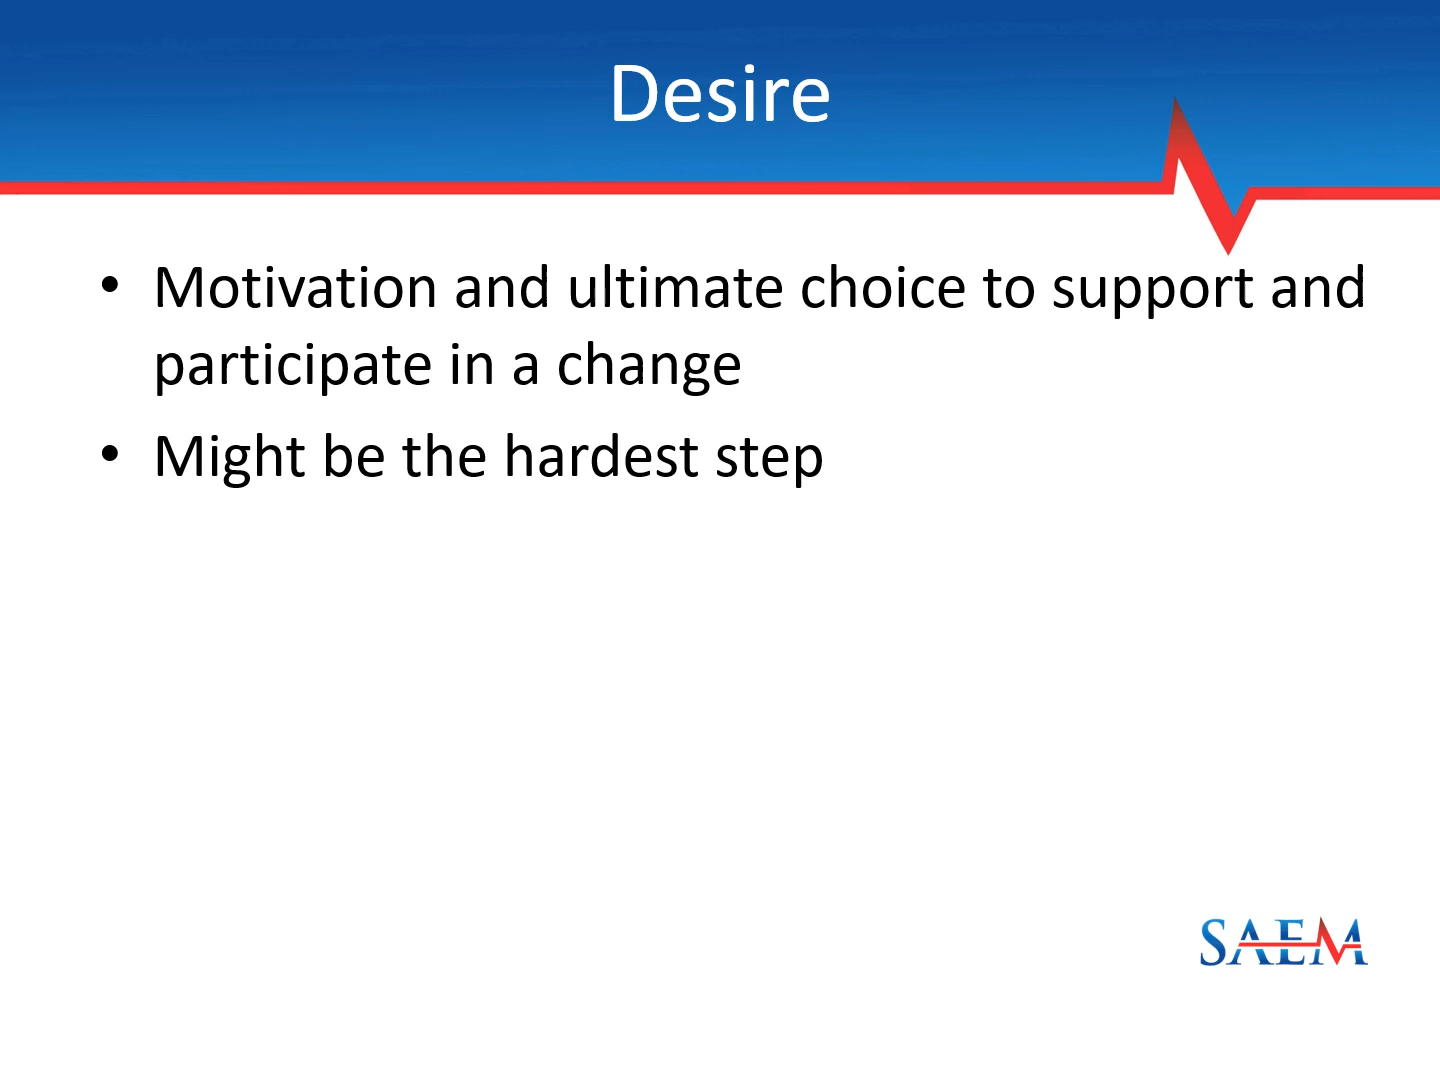 Desire
• Motivation and ultimate choice to support and
participate in a change
• Might be the hardest step
SAEM